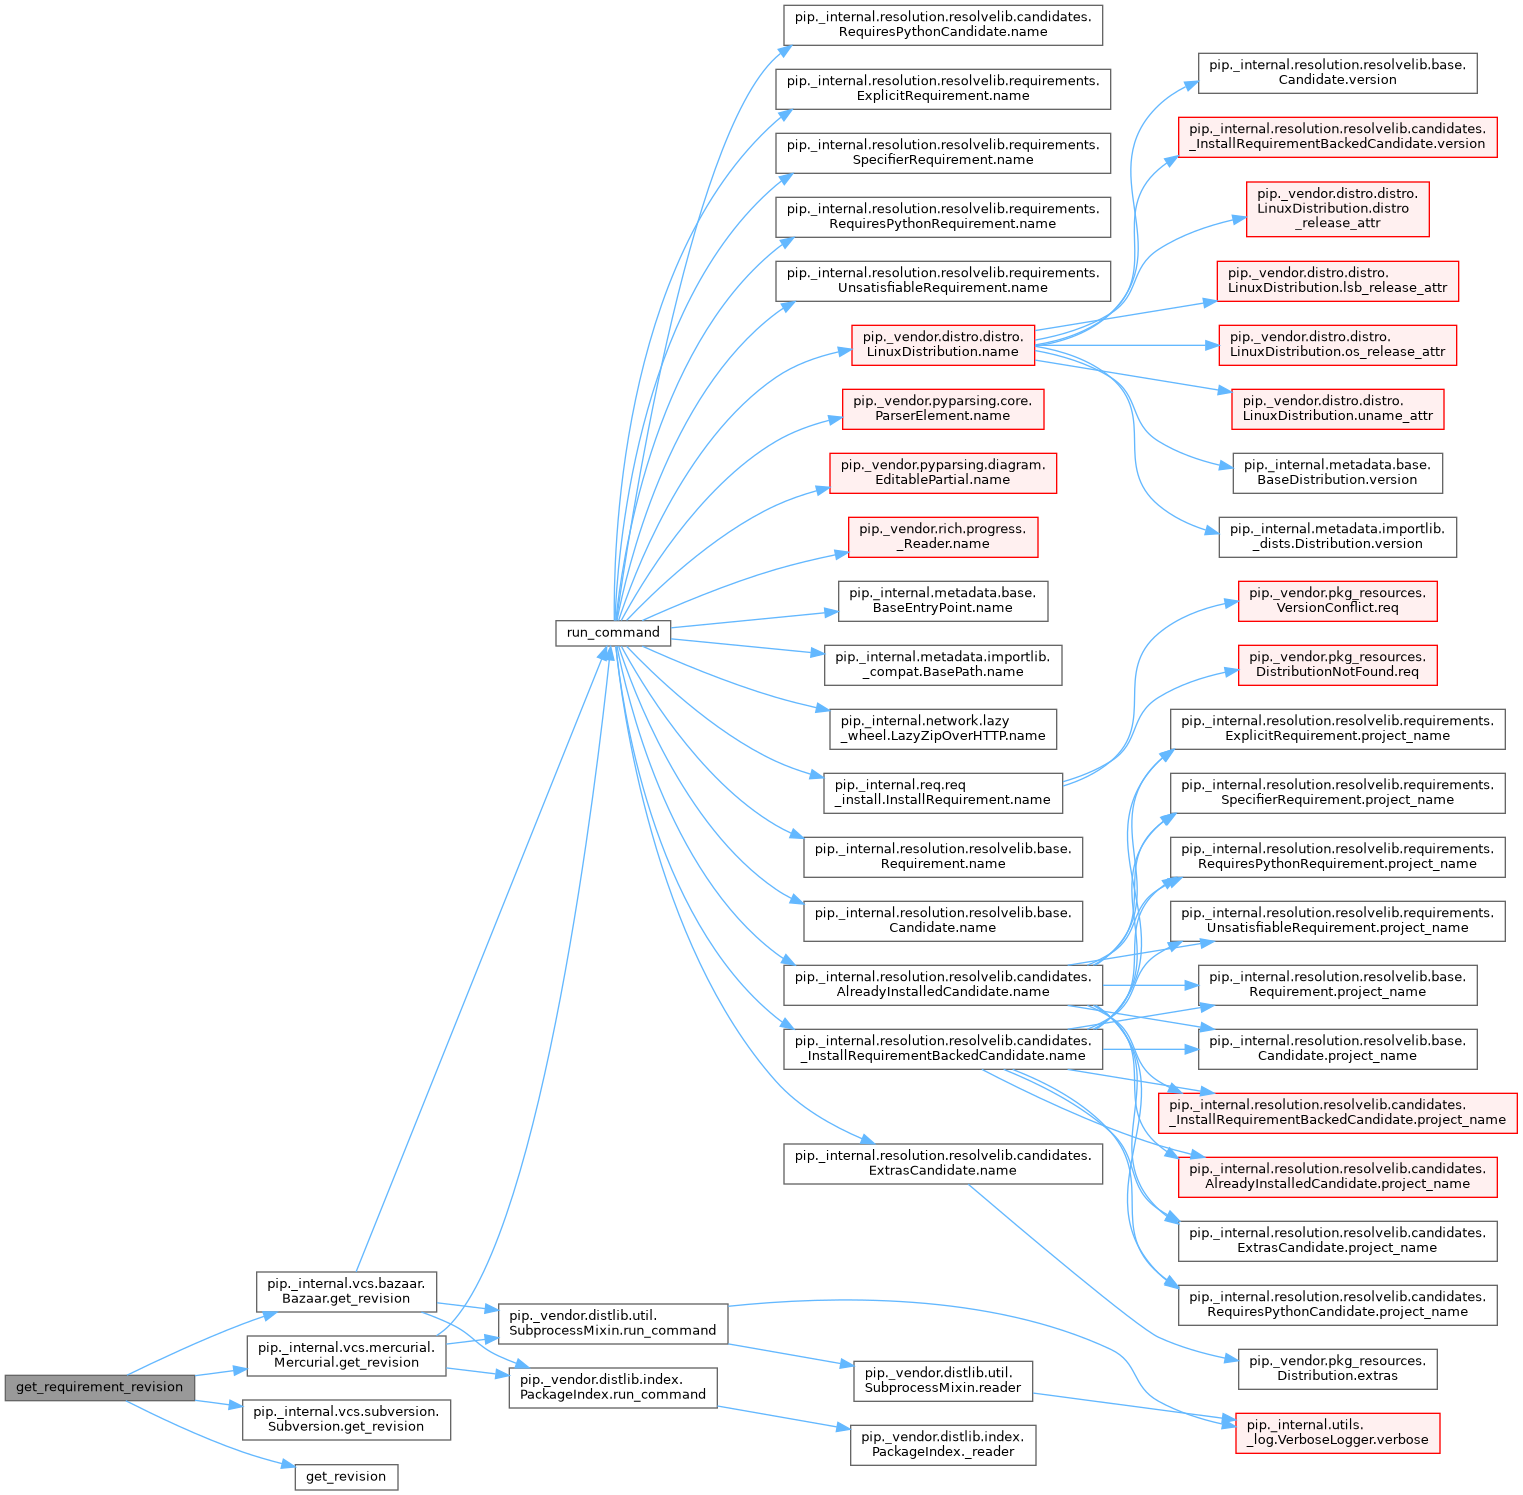 get_requirement_revision
pip._internal.vcs.bazaar.
Bazaar.get_revision
pip._internal.vcs.mercurial.
Mercurial.get_revision
pip._internal.vcs.subversion.
Subversion.get_revision
get_revision
run_command
pip._vendor.distlib.util.
SubprocessMixin.run_command
pip._vendor.distlib.index.
PackageIndex.run_command
pip._internal.resolution.resolvelib.candidates.
RequiresPythonCandidate.name
pip._internal.resolution.resolvelib.requirements.
ExplicitRequirement.name
pip._internal.resolution.resolvelib.requirements.
SpecifierRequirement.name
pip._internal.resolution.resolvelib.requirements.
RequiresPythonRequirement.name
pip._internal.resolution.resolvelib.requirements.
UnsatisfiableRequirement.name
pip._vendor.distro.distro.
LinuxDistribution.name
pip._vendor.pyparsing.core.
ParserElement.name
pip._vendor.pyparsing.diagram.
EditablePartial.name
pip._vendor.rich.progress.
_Reader.name
pip._internal.metadata.base.
BaseEntryPoint.name
pip._internal.metadata.importlib.
_compat.BasePath.name
pip._internal.network.lazy
_wheel.LazyZipOverHTTP.name
pip._internal.req.req
_install.InstallRequirement.name
pip._internal.resolution.resolvelib.base.
Requirement.name
pip._internal.resolution.resolvelib.base.
Candidate.name
pip._internal.resolution.resolvelib.candidates.
AlreadyInstalledCandidate.name
pip._internal.resolution.resolvelib.candidates.
_InstallRequirementBackedCandidate.name
pip._internal.resolution.resolvelib.candidates.
ExtrasCandidate.name
pip._vendor.distlib.util.
SubprocessMixin.reader
pip._vendor.distlib.index.
PackageIndex._reader
pip._internal.resolution.resolvelib.base.
Candidate.version
pip._internal.resolution.resolvelib.candidates.
_InstallRequirementBackedCandidate.version
pip._vendor.distro.distro.
LinuxDistribution.distro
_release_attr
pip._vendor.distro.distro.
LinuxDistribution.lsb_release_attr
pip._vendor.distro.distro.
LinuxDistribution.os_release_attr
pip._vendor.distro.distro.
LinuxDistribution.uname_attr
pip._internal.metadata.base.
BaseDistribution.version
pip._internal.metadata.importlib.
_dists.Distribution.version
pip._vendor.pkg_resources.
VersionConflict.req
pip._vendor.pkg_resources.
DistributionNotFound.req
pip._internal.resolution.resolvelib.requirements.
ExplicitRequirement.project_name
pip._internal.resolution.resolvelib.requirements.
SpecifierRequirement.project_name
pip._internal.resolution.resolvelib.requirements.
RequiresPythonRequirement.project_name
pip._internal.resolution.resolvelib.requirements.
UnsatisfiableRequirement.project_name
pip._internal.resolution.resolvelib.base.
Requirement.project_name
pip._internal.resolution.resolvelib.base.
Candidate.project_name
pip._internal.resolution.resolvelib.candidates.
_InstallRequirementBackedCandidate.project_name
pip._internal.resolution.resolvelib.candidates.
AlreadyInstalledCandidate.project_name
pip._internal.resolution.resolvelib.candidates.
ExtrasCandidate.project_name
pip._internal.resolution.resolvelib.candidates.
RequiresPythonCandidate.project_name
pip._vendor.pkg_resources.
Distribution.extras
pip._internal.utils.
_log.VerboseLogger.verbose